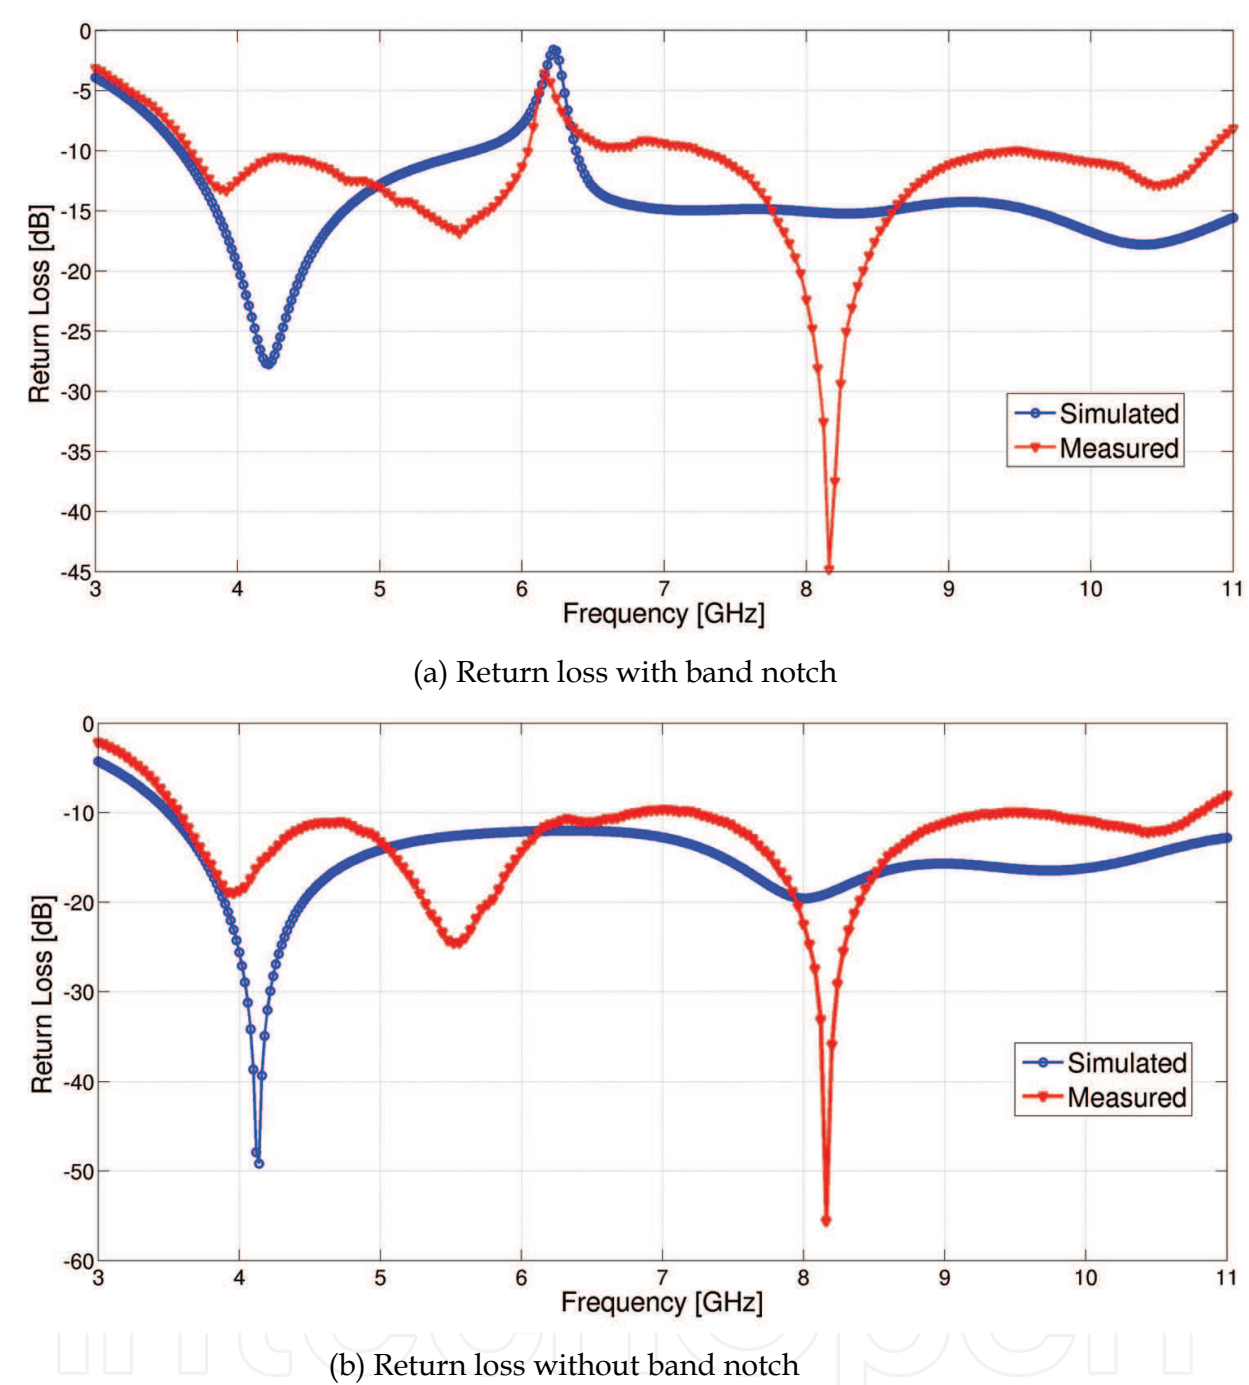 0
-5
-10
-15
-20
-25
-30
-35
-40
-45
3 4 5 6 7 8 9 10 11
Return Loss [dB]
Frequency [GHz]
Simulated
Measured
(a) Return loss with band notch
0
-10
-20
-30
-40
-50
-60
3 4 5 6 7 8 9 10 11
Return Loss [dB]
Frequency [GHz]
Simulated
Measured
(b) Return loss without band notch
intechopen